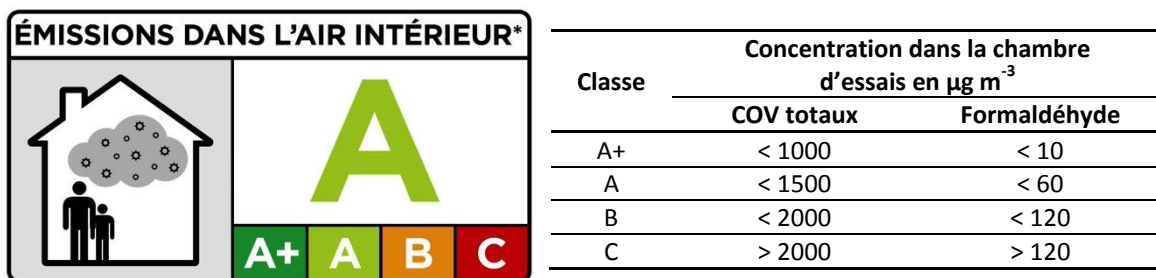 ÉMISSIONS DANS L'AIR INTÉRIEUR*
A
A+ A B C
Classe Concentration dans la chambre
d'essais en µg m-3
COV totaux Formaldéhyde
A+ < 1000 < 10
A < 1500 < 60
B < 2000 < 120
C > 2000 > 120